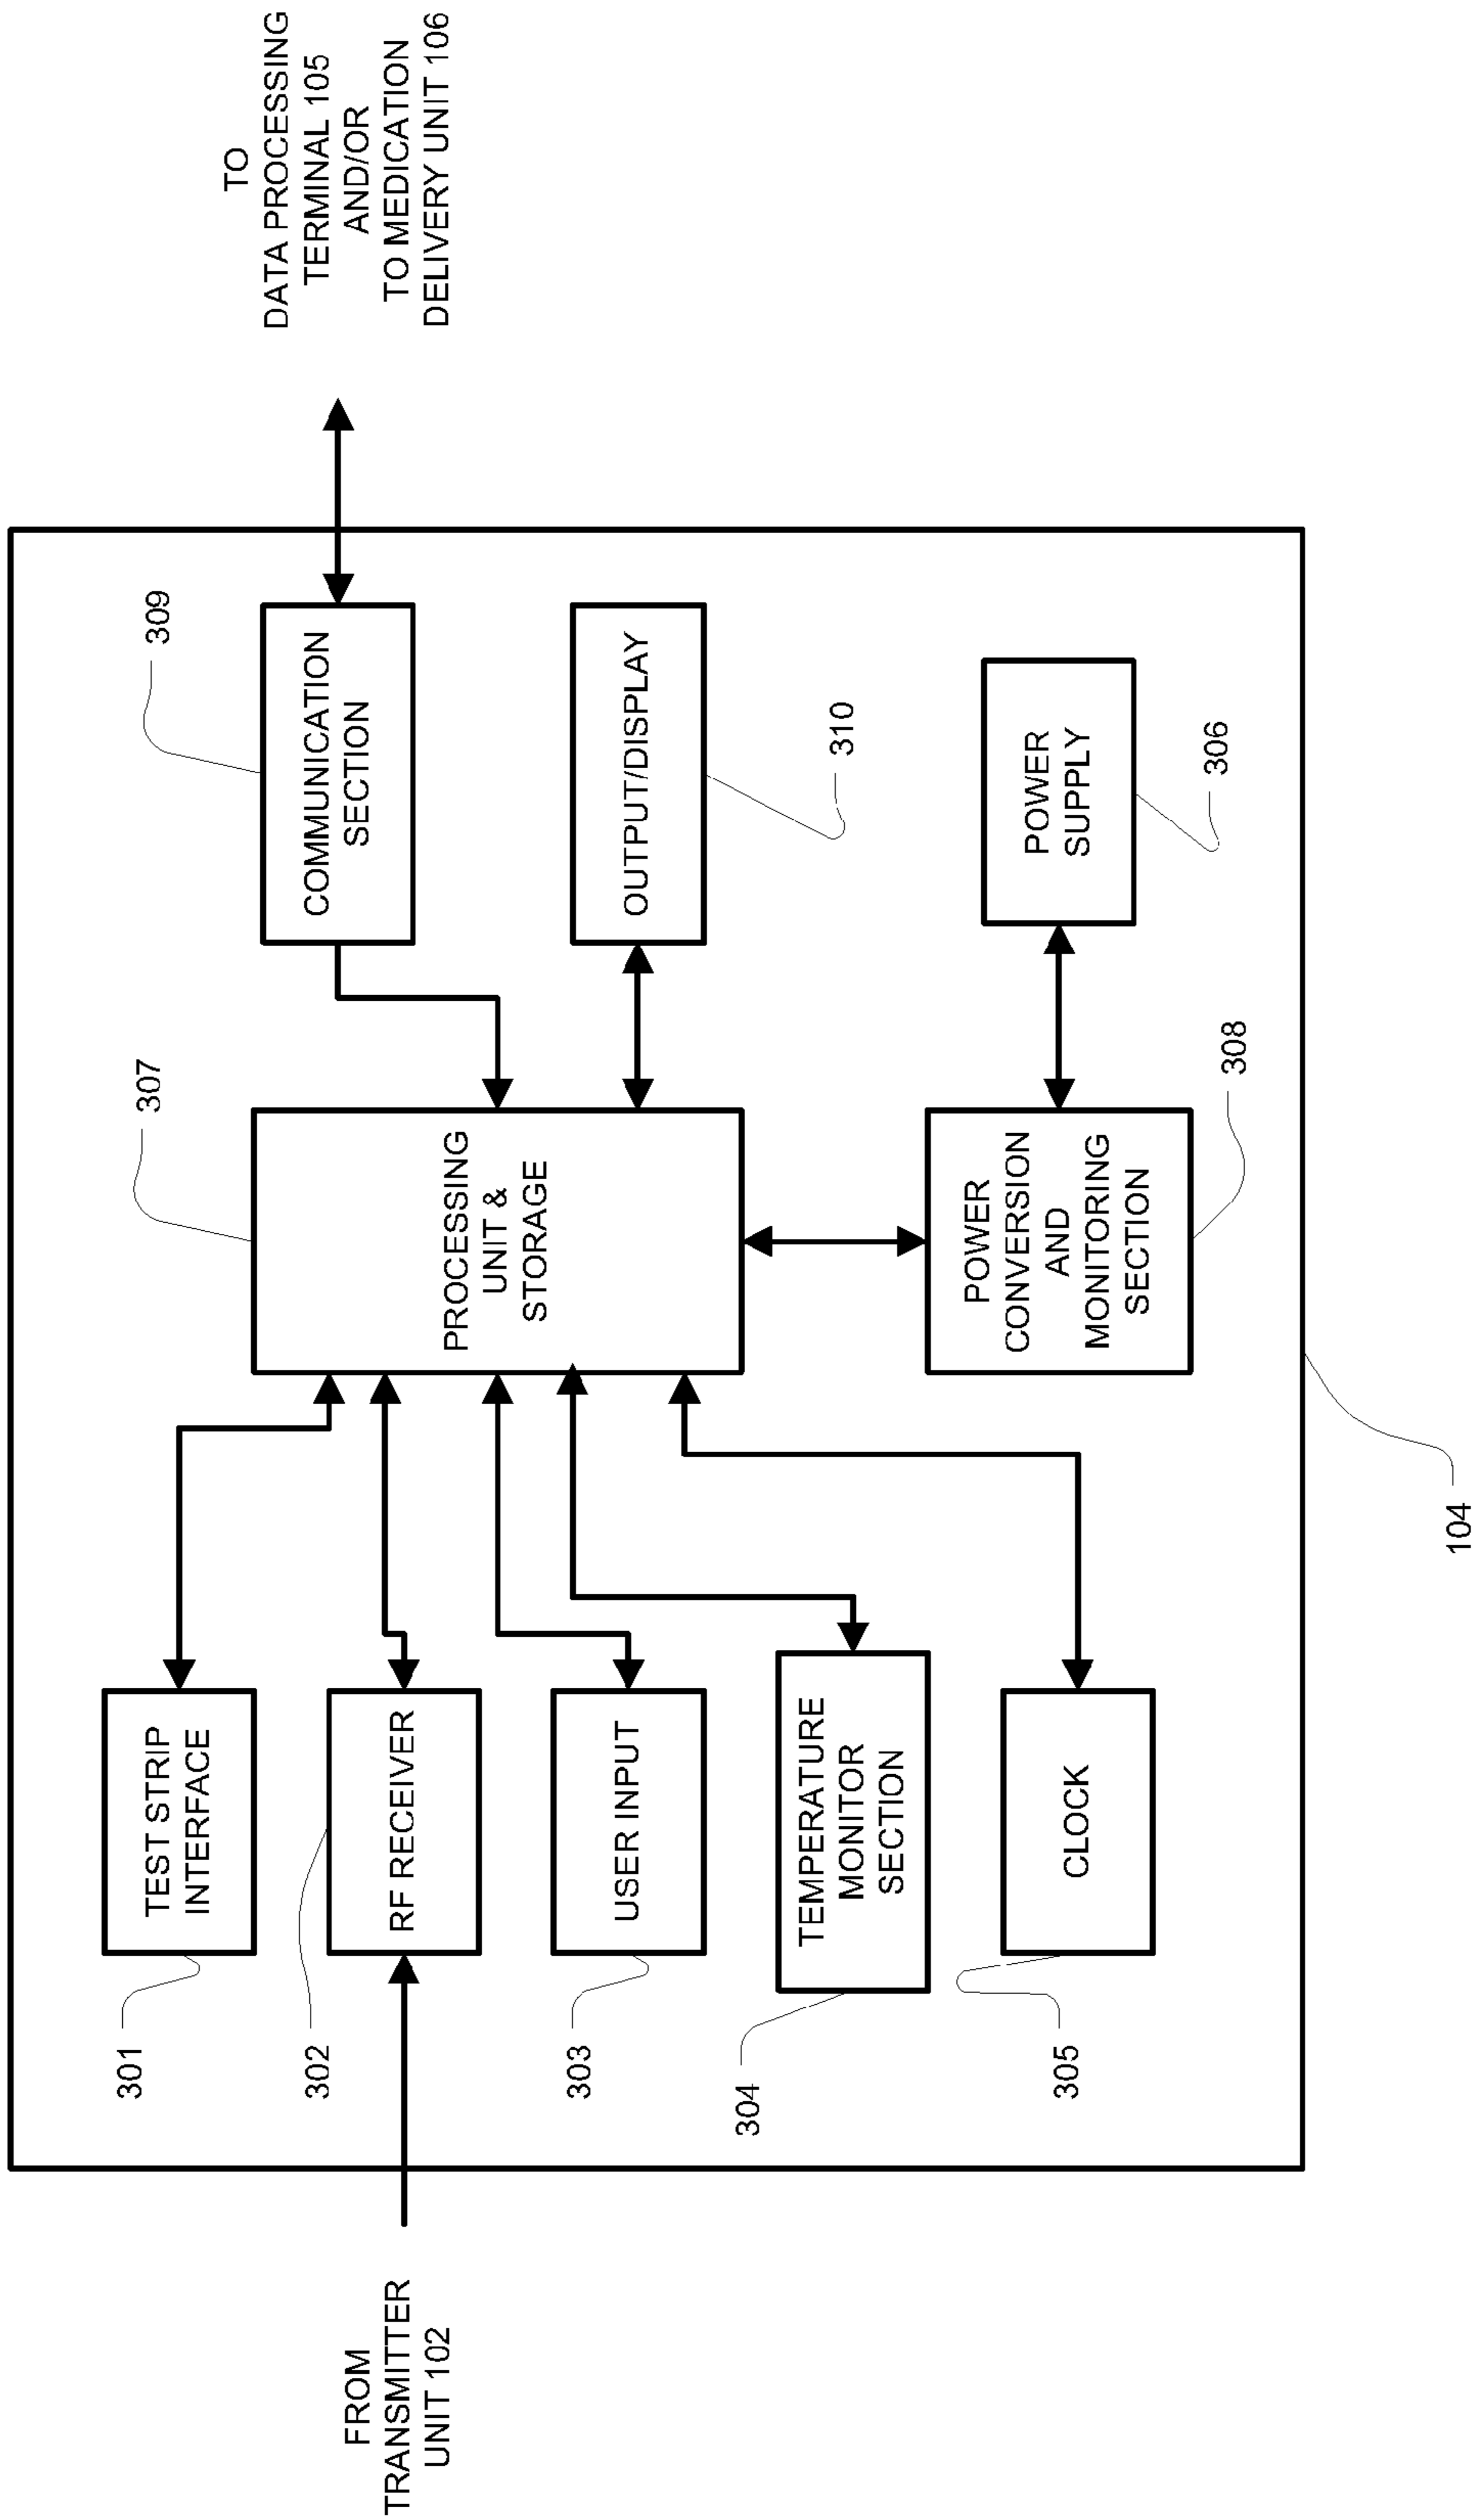 TO
DATA PROCESSING
TERMINAL 105
AND/OR
TO MEDICATION
DELIVERY UNIT 106
309
COMMUNICATION
SECTION
OUTPUT/DISPLAY
310
POWER
SUPPLY
306
307
PROCESSING
UNIT &
STORAGE
POWER
CONVERSION
AND
MONITORING
SECTION
308
TEST STRIP
INTERFACE
301
RF RECEIVER
302
USER INPUT
303
TEMPERATURE
MONITOR
SECTION
304
CLOCK
305
104
FROM
TRANSMITTER
UNIT 102